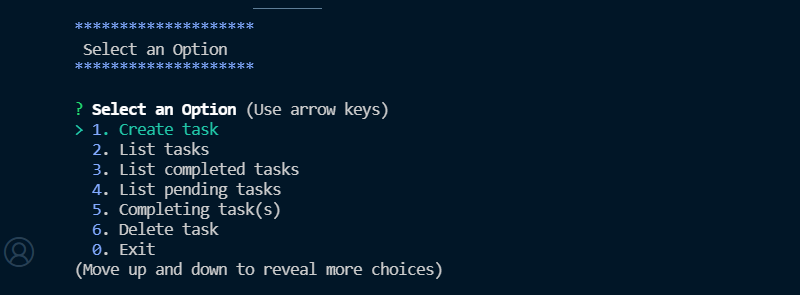 ********************
Select an Option
********************
? Select an Option (Use arrow keys)
> 1. Create task
2. List tasks
3. List completed tasks
4. List pending tasks
5. Completing task(s)
6. Delete task
0. Exit
(Move up and down to reveal more choices)